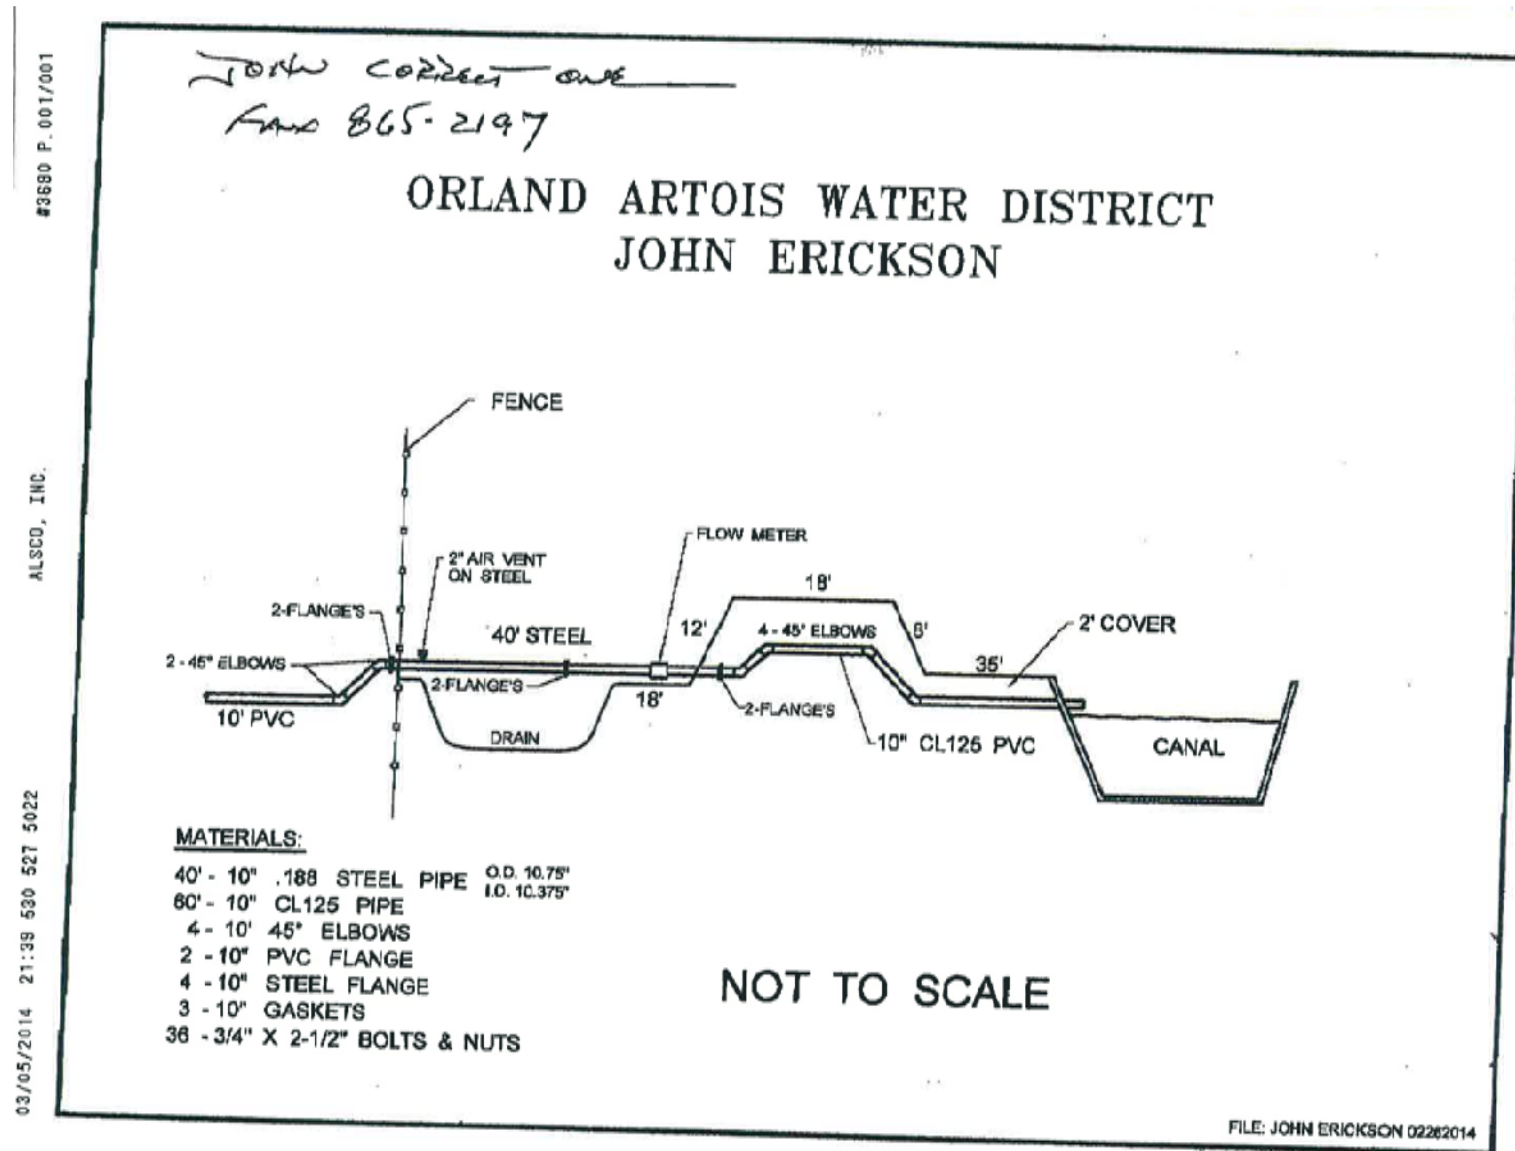 JOHN CORRECT ONE
FAX 865-2197
#3680 P.001/001
ALSCO, INC.
03/05/2014 21:39 530 527 5022
ORLAND ARTOIS WATER DISTRICT
JOHN ERICKSON
FENCE
FLOW METER
2" AIR VENT
ON STEEL
18'
2-FLANGE'S
40' STEEL
12'
4 - 45° ELBOWS
8'
2' COVER
2 - 45° ELBOWS
35'
2-FLANGE'S
18'
2-FLANGE'S
10' PVC
DRAIN
10" CL125 PVC
CANAL
MATERIALS:
40' - 10" .188 STEEL PIPE O.D. 10.75"
I.D. 10.375"
60' - 10" CL125 PIPE
4 - 10' 45° ELBOWS
2 - 10" PVC FLANGE
4 - 10" STEEL FLANGE
3 - 10" GASKETS
36 - 3/4" X 2-1/2" BOLTS & NUTS
NOT TO SCALE
FILE: JOHN ERICKSON 02262014